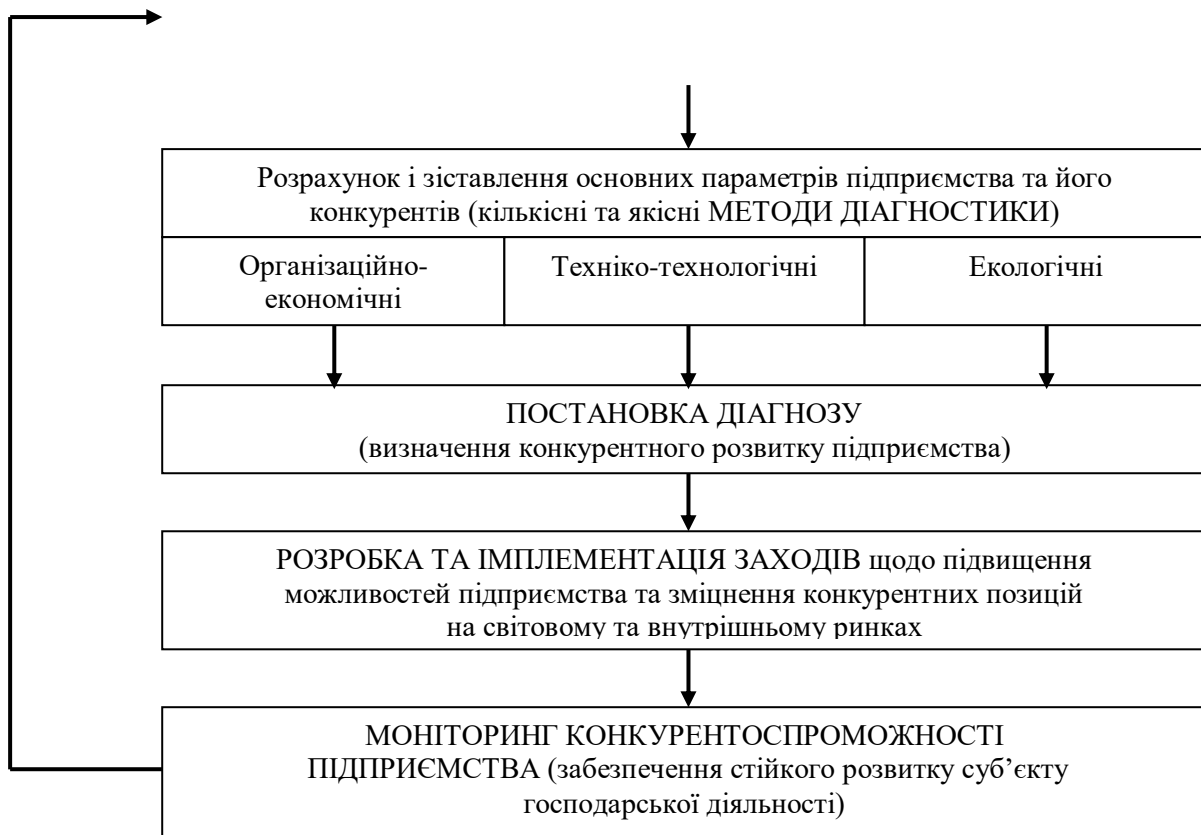 Розрахунок і зіставлення основних параметрів підприємства та його
конкурентів (кількісні та якісні МЕТОДИ ДІАГНОСТИКИ)
Організаційно-
економічні
Техніко-технологічні
Екологічні
ПОСТАНОВКА ДІАГНОЗУ
(визначення конкурентного розвитку підприємства)
РОЗРОБКА ТА ІМПЛЕМЕНТАЦІЯ ЗАХОДІВ щодо підвищення
можливостей підприємства та зміцнення конкурентних позицій
на світовому та внутрішньому ринках
МОНІТОРИНГ КОНКУРЕНТОСПРОМОЖНОСТІ
ПІДПРИЄМСТВА (забезпечення стійкого розвитку суб’єкту
господарської діяльності)